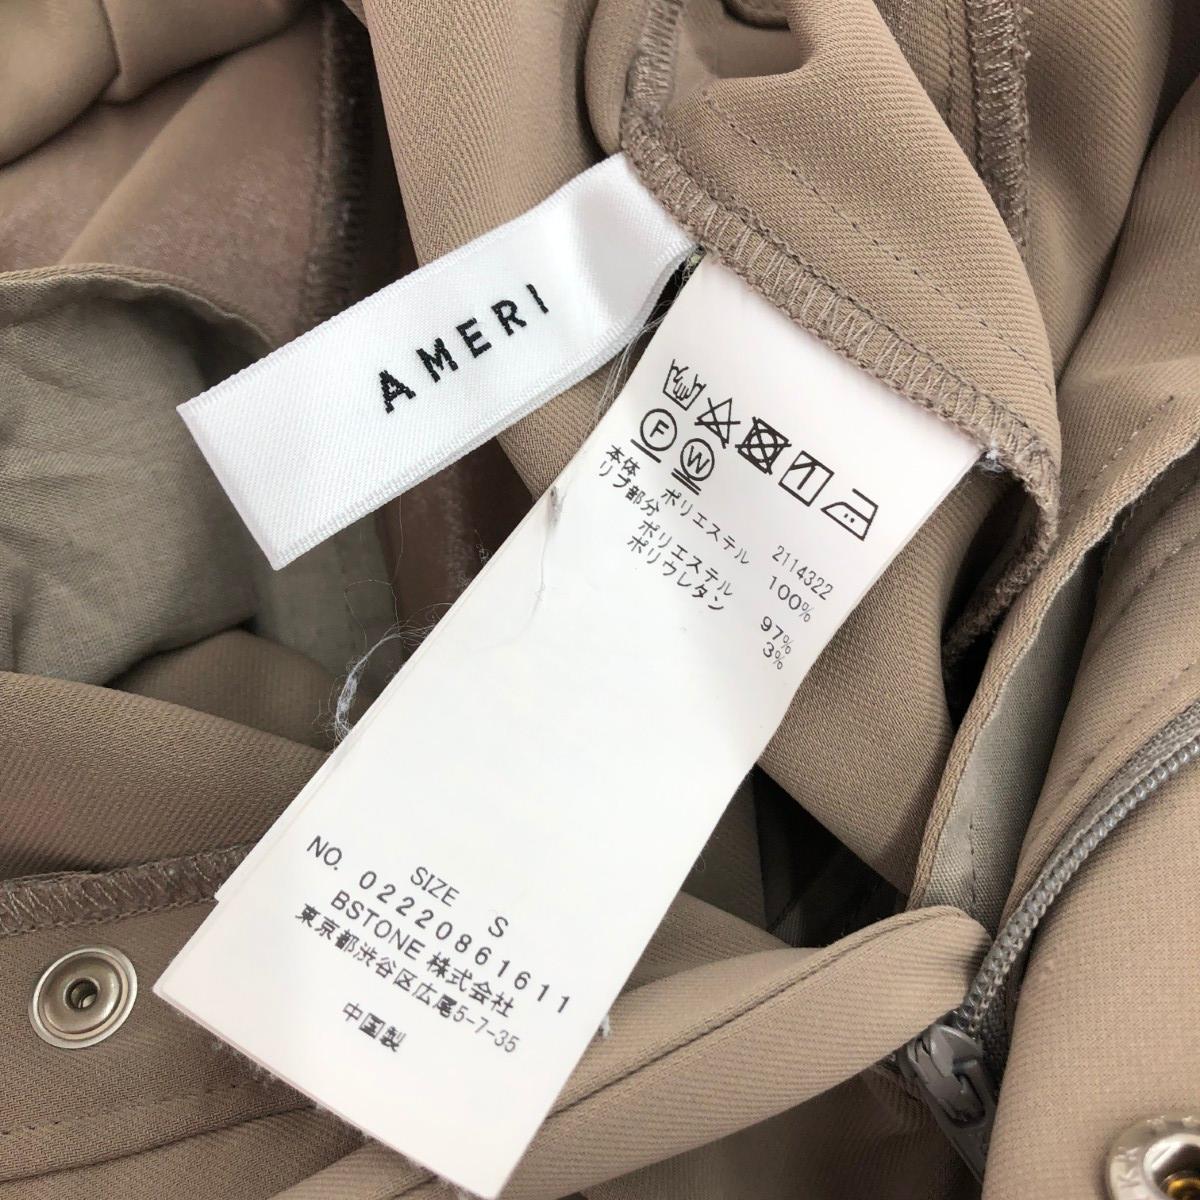 AMERI
F W
2114322
本体 ポリエステル 100%
リブ部分
ポリエステル 97%
ポリウレタン 3%
SIZE S
NO. 02220861611
BSTONE 株式会社
東京都渋谷区広尾5-7-35
中国製